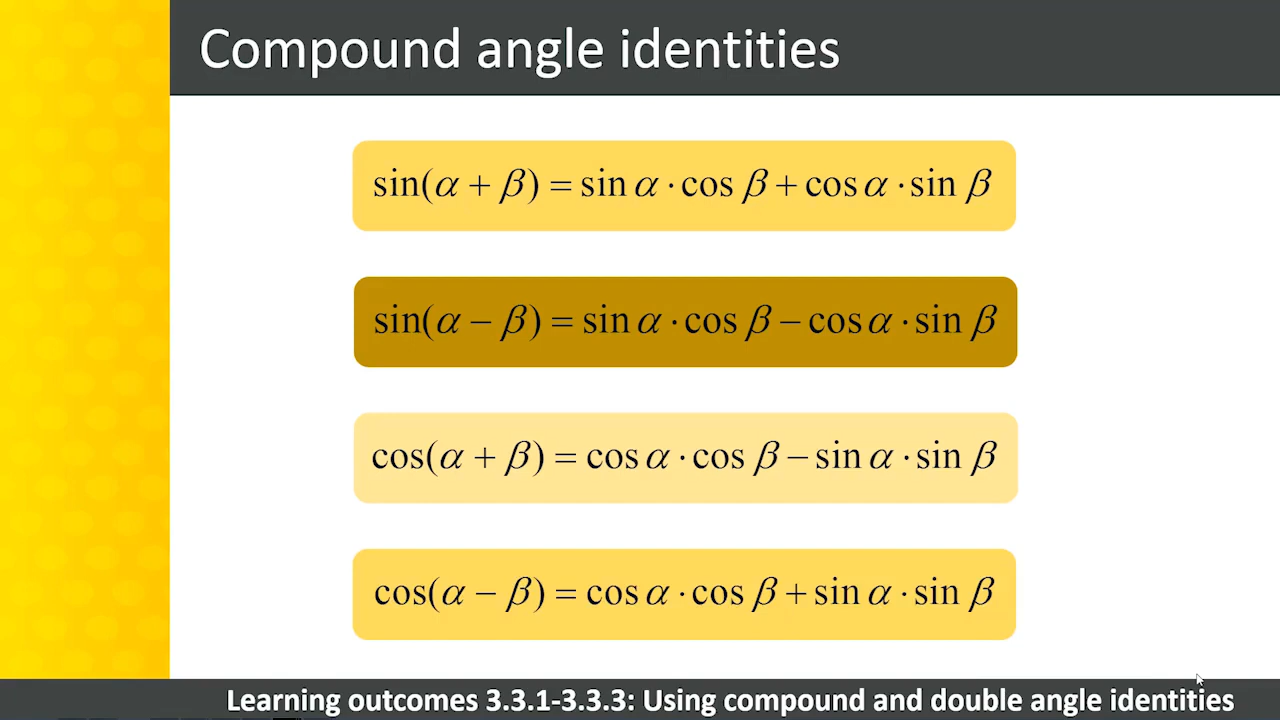 Compound angle identities
sin(α + β) = sin α · cos β + cos α · sin β
sin(α − β) = sin α · cos β − cos α · sin β
cos(α + β) = cos α · cos β − sin α · sin β
cos(α − β) = cos α · cos β + sin α · sin β
Learning outcomes 3.3.1-3.3.3: Using compound and double angle identities